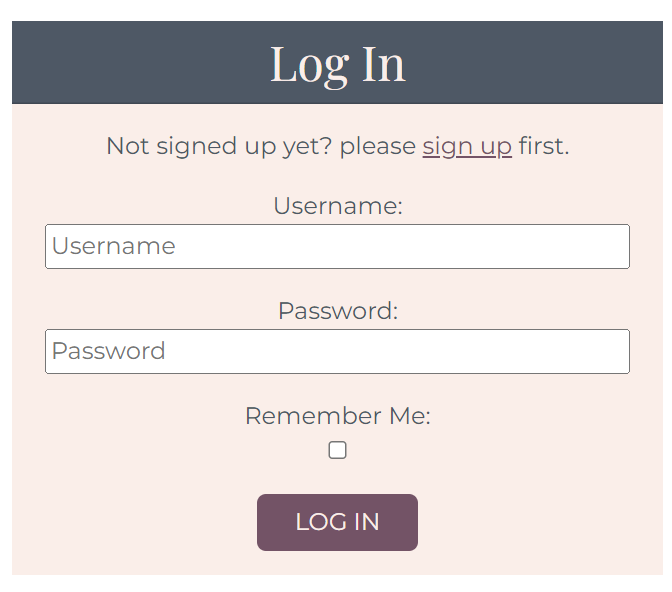 Log In
Not signed up yet? please sign up first.
Username:
Username
Password:
Password
Remember Me:
LOG IN